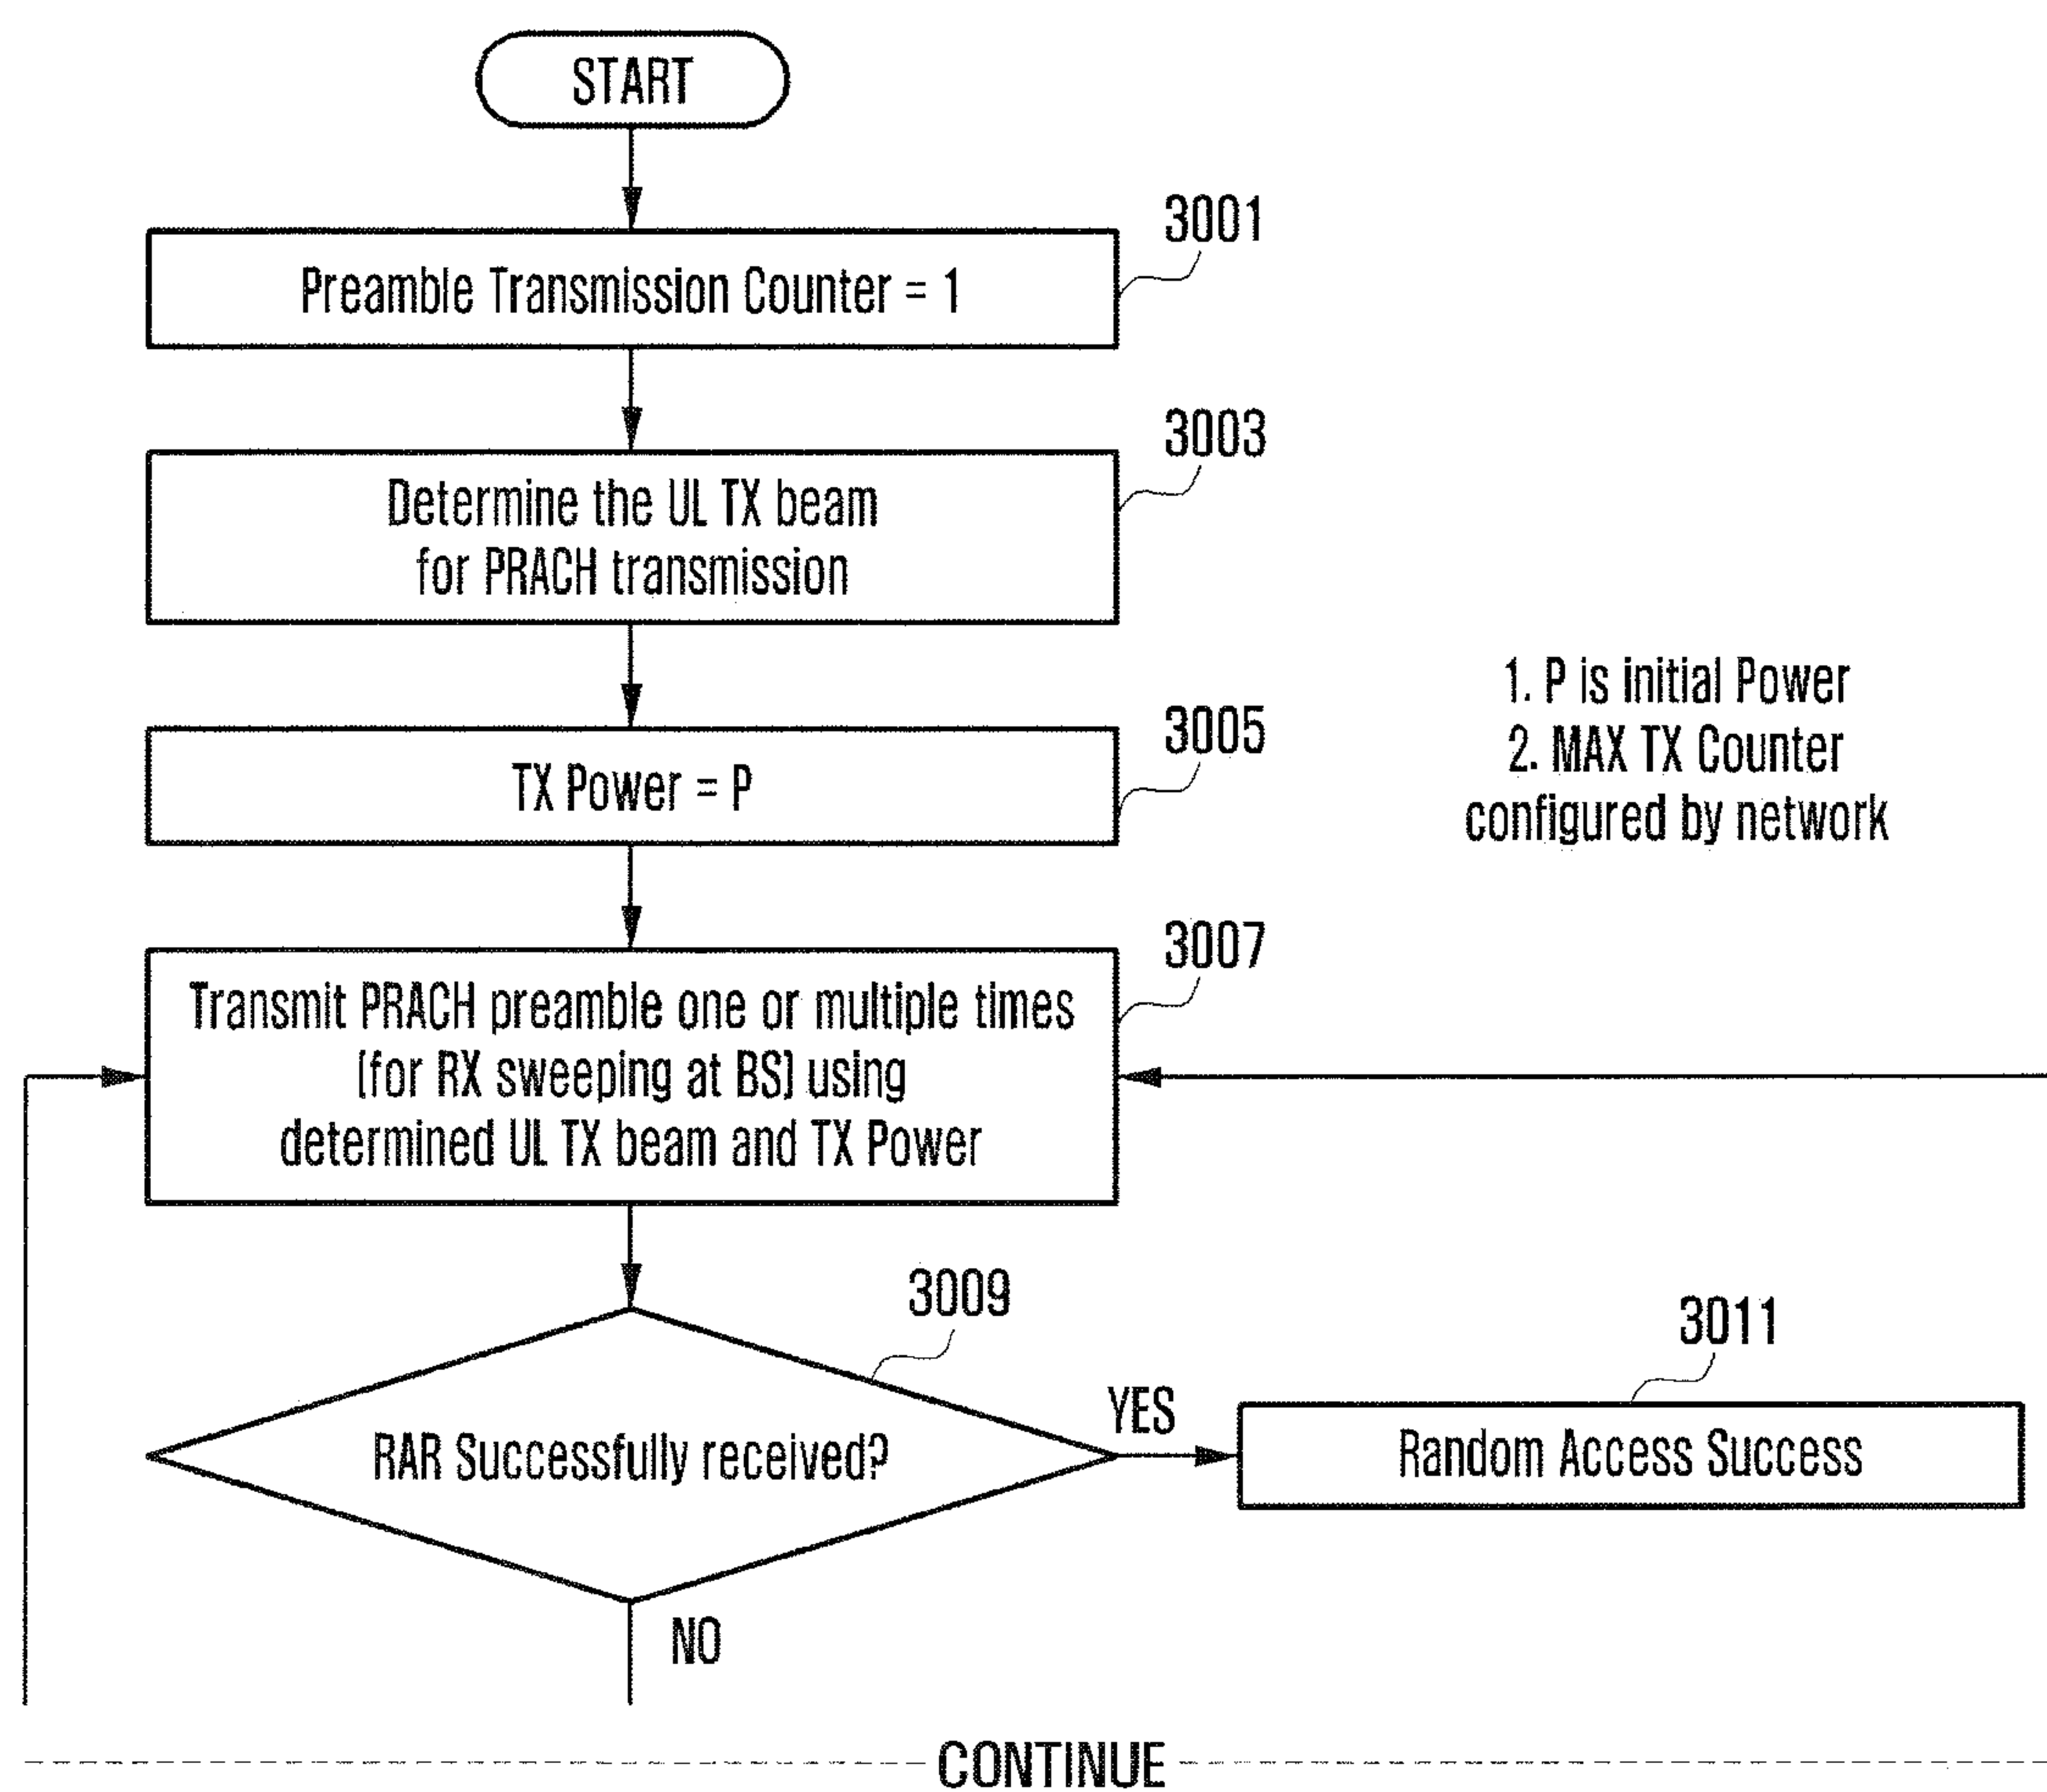 START
3001
Preamble Transmission Counter = 1
3003
Determine the UL TX beam
for PRACH transmission
1. P is initial Power
2. MAX TX Counter
configured by network
3005
TX Power = P
3007
Transmit PRACH preamble one or multiple times
(for RX sweeping at BS) using
determined UL TX beam and TX Power
3009
RAR Successfully received?
YES
3011
Random Access Success
NO
CONTINUE